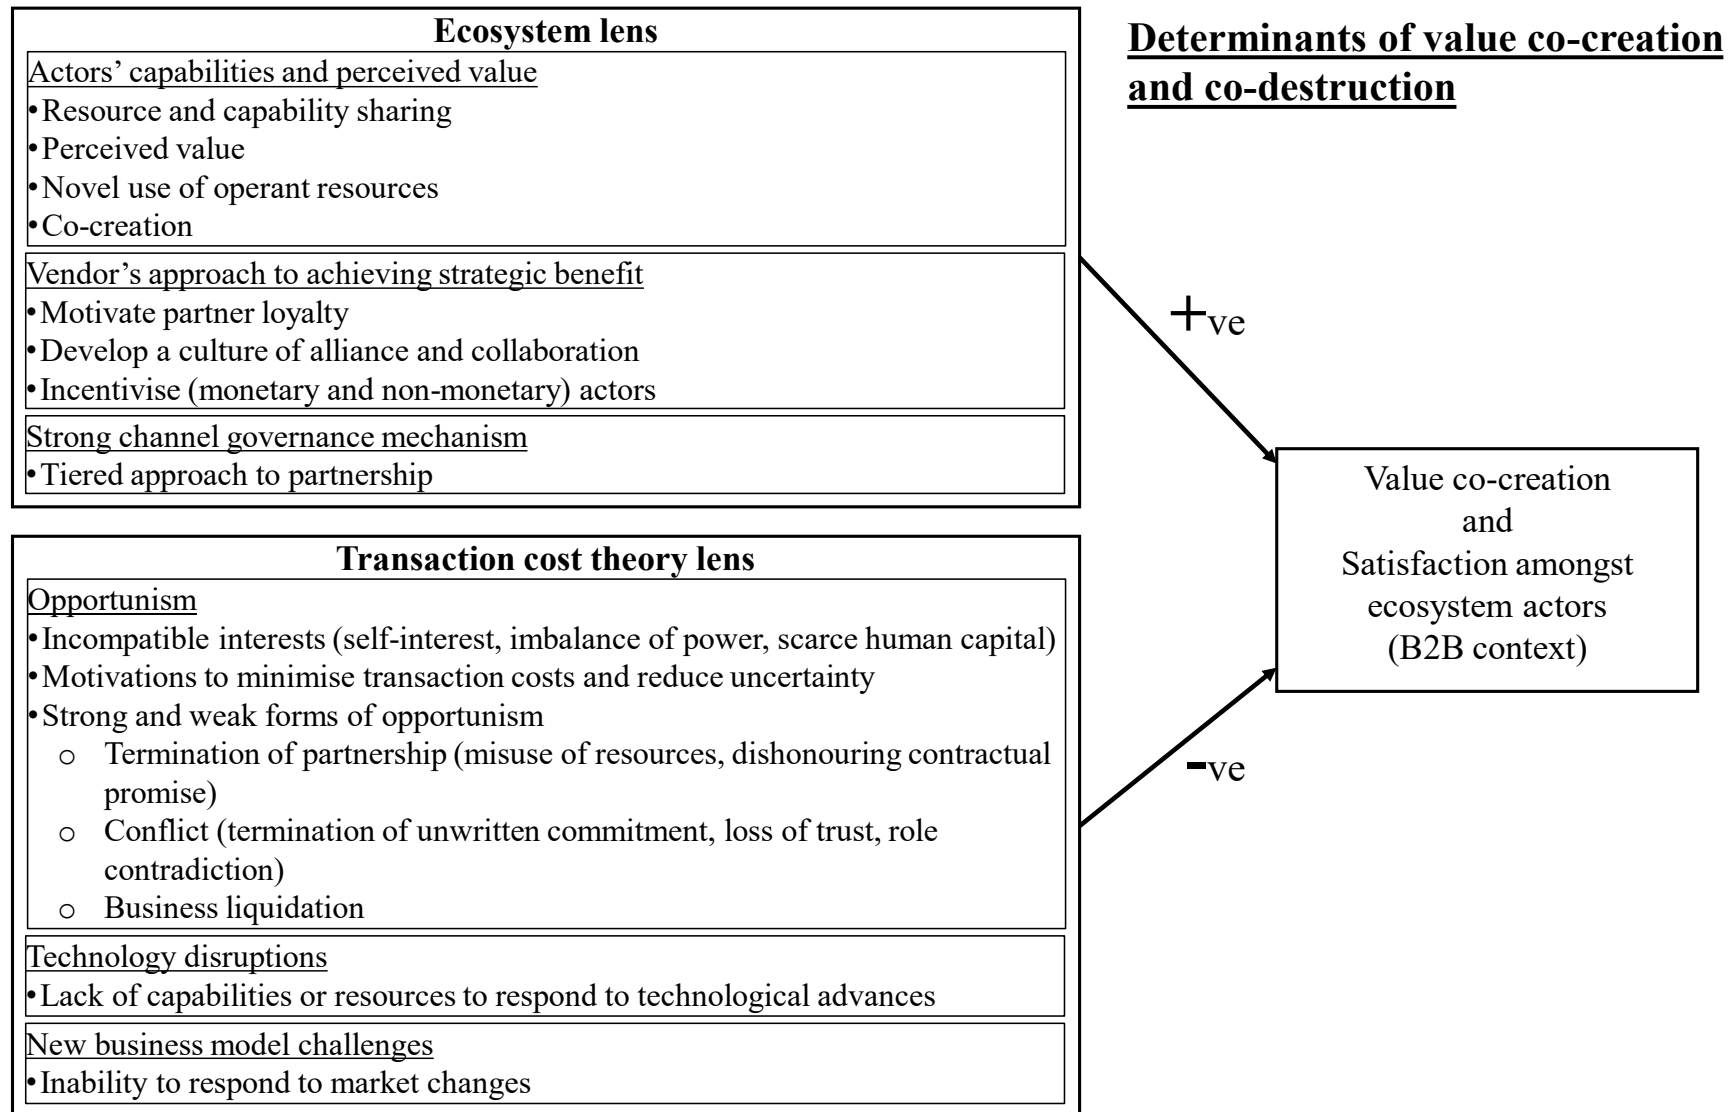 Ecosystem lens
Actors' capabilities and perceived value
•Resource and capability sharing
•Perceived value
•Novel use of operant resources
•Co-creation
Vendor's approach to achieving strategic benefit
•Motivate partner loyalty
•Develop a culture of alliance and collaboration
•Incentivise (monetary and non-monetary) actors
Strong channel governance mechanism
•Tiered approach to partnership
Transaction cost theory lens
Opportunism
•Incompatible interests (self-interest, imbalance of power, scarce human capital)
•Motivations to minimise transaction costs and reduce uncertainty
•Strong and weak forms of opportunism
o Termination of partnership (misuse of resources, dishonouring contractual
promise)
o Conflict (termination of unwritten commitment, loss of trust, role
contradiction)
o Business liquidation
Technology disruptions
•Lack of capabilities or resources to respond to technological advances
New business model challenges
•Inability to respond to market changes
Determinants of value co-creation
and co-destruction
+ve
-ve
Value co-creation
and
Satisfaction amongst
ecosystem actors
(B2B context)